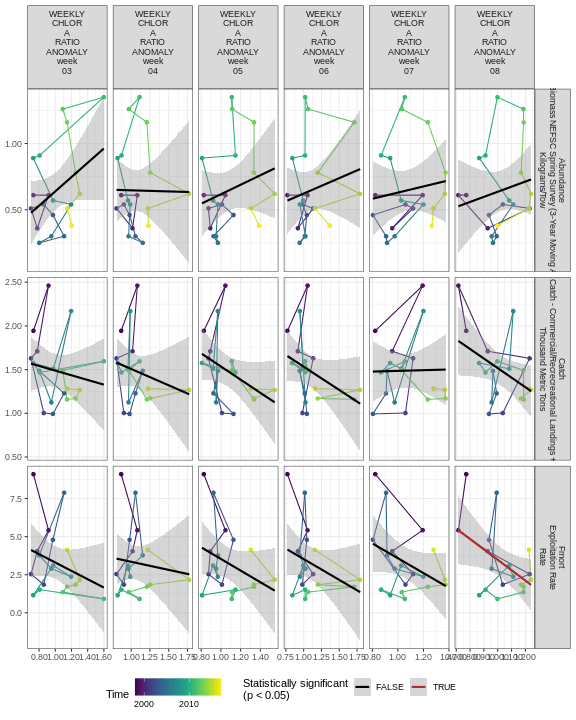 WEEKLY CHLOR A RATIO ANOMALY week 03
WEEKLY CHLOR A RATIO ANOMALY week 04
WEEKLY CHLOR A RATIO ANOMALY week 05
WEEKLY CHLOR A RATIO ANOMALY week 06
WEEKLY CHLOR A RATIO ANOMALY week 07
WEEKLY CHLOR A RATIO ANOMALY week 08
1.00
0.50
Abundance
NEFSC Spring Survey (3-Year Moving
Kilograms/Tow
2.50
2.00
1.50
1.00
0.50
Catch
Catch - Commercial/Recreational Landings +
Thousand Metric Tons
7.5
5.0
2.5
0.0
Fmort
Exploitation Rate
Rate
0.80 1.00 1.20 1.40 1.60
1.00 1.25 1.50 1.75
0.80 1.00 1.20 1.40
0.75 1.00 1.25 1.50 1.75
0.80 1.00 1.20
Time
2000 2010
Statistically significant
(p < 0.05)
FALSE
TRUE